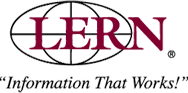 LERN®
“Information That Works!”